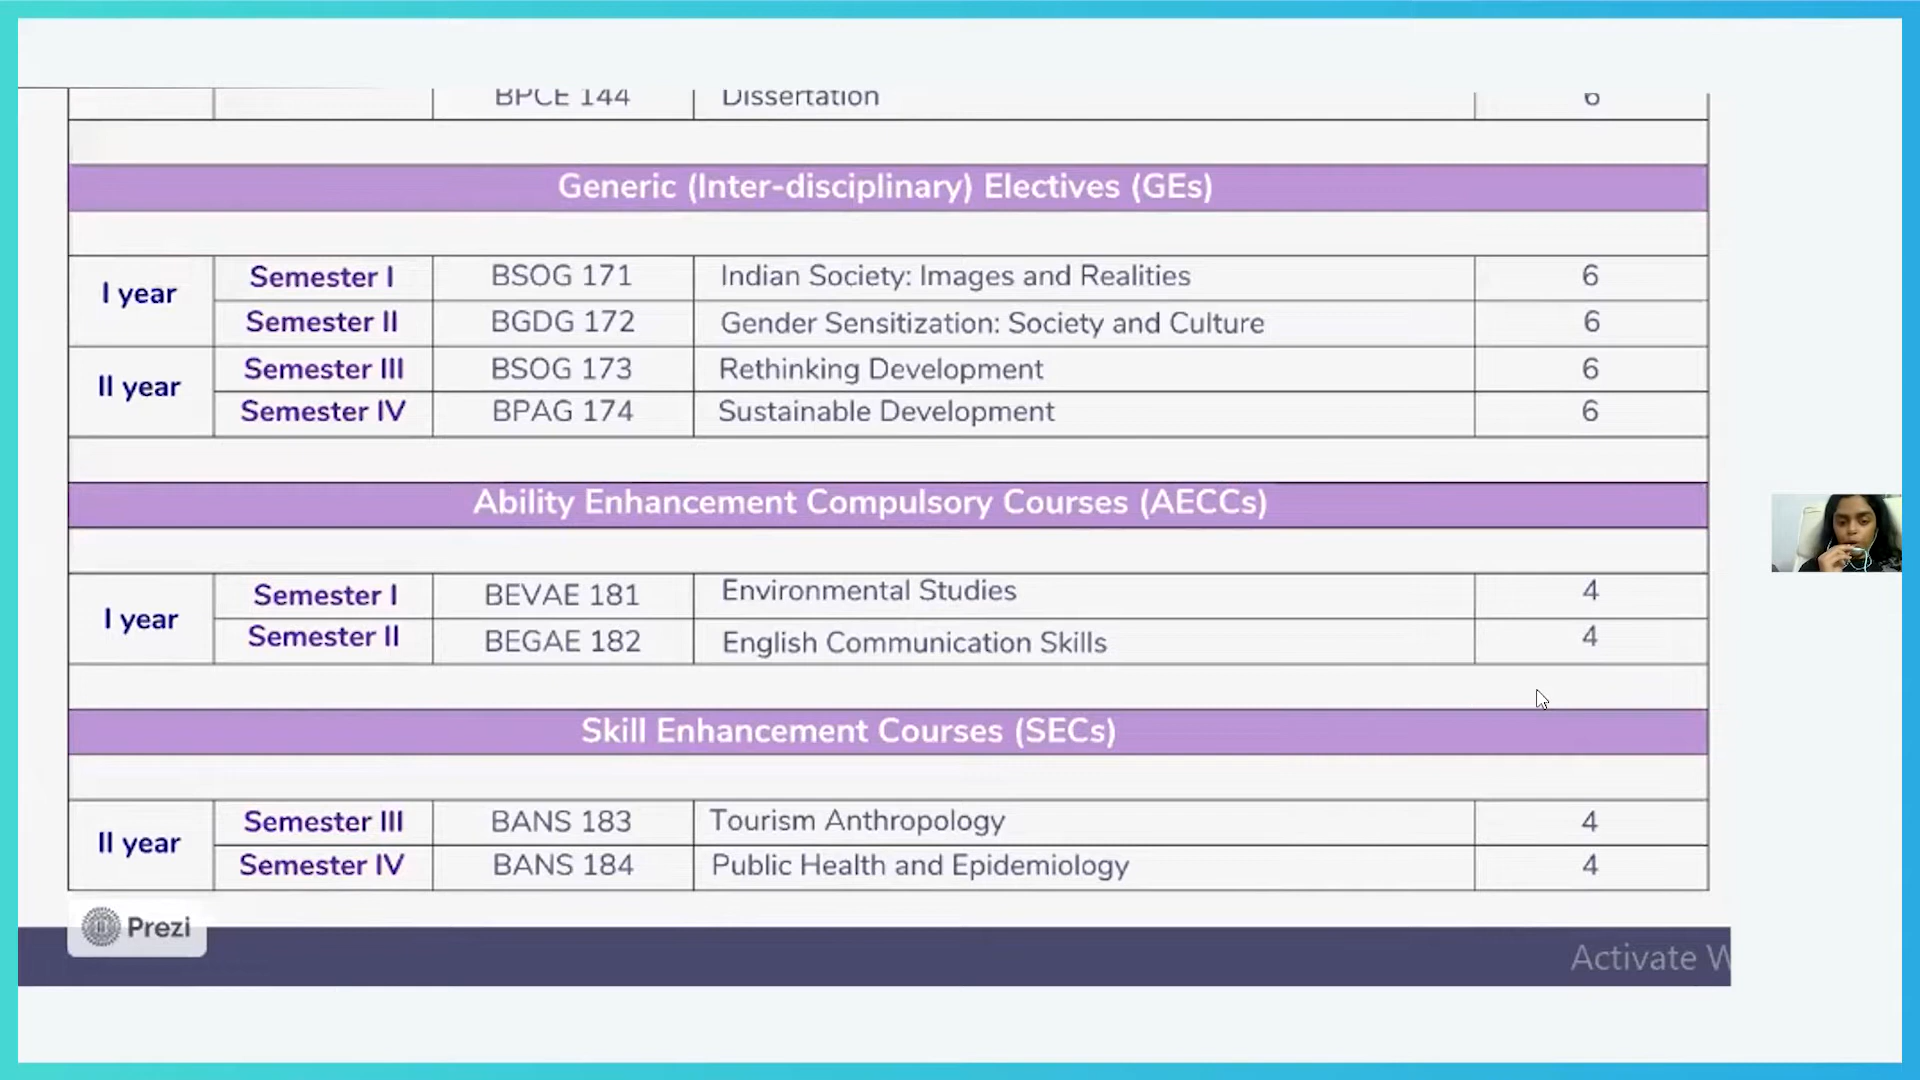 BPCE 144 Dissertation 6
Generic (Inter-disciplinary) Electives (GEs)
I year Semester I BSOG 171 Indian Society: Images and Realities 6
Semester II BGDG 172 Gender Sensitization: Society and Culture 6
II year Semester III BSOG 173 Rethinking Development 6
Semester IV BPAG 174 Sustainable Development 6
Ability Enhancement Compulsory Courses (AECCs)
I year Semester I BEVAE 181 Environmental Studies 4
Semester II BEGAE 182 English Communication Skills 4
Skill Enhancement Courses (SECs)
II year Semester III BANS 183 Tourism Anthropology 4
Semester IV BANS 184 Public Health and Epidemiology 4
Prezi
Activate W